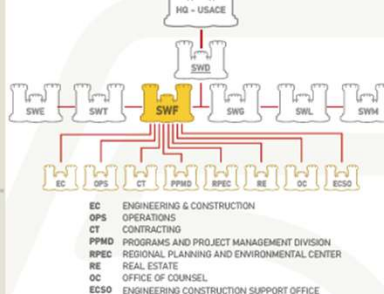 HQ - USACE
SWD
SWE SWT SWF SWG SWL SWM
EC OPS CT PPMD RPEC RE OC ECSO
EC ENGINEERING & CONSTRUCTION
OPS OPERATIONS
CT CONTRACTING
PPMD PROGRAMS AND PROJECT MANAGEMENT DIVISION
RPEC REGIONAL PLANNING AND ENVIRONMENTAL CENTER
RE REAL ESTATE
OC OFFICE OF COUNSEL
ECSO ENGINEERING CONSTRUCTION SUPPORT OFFICE